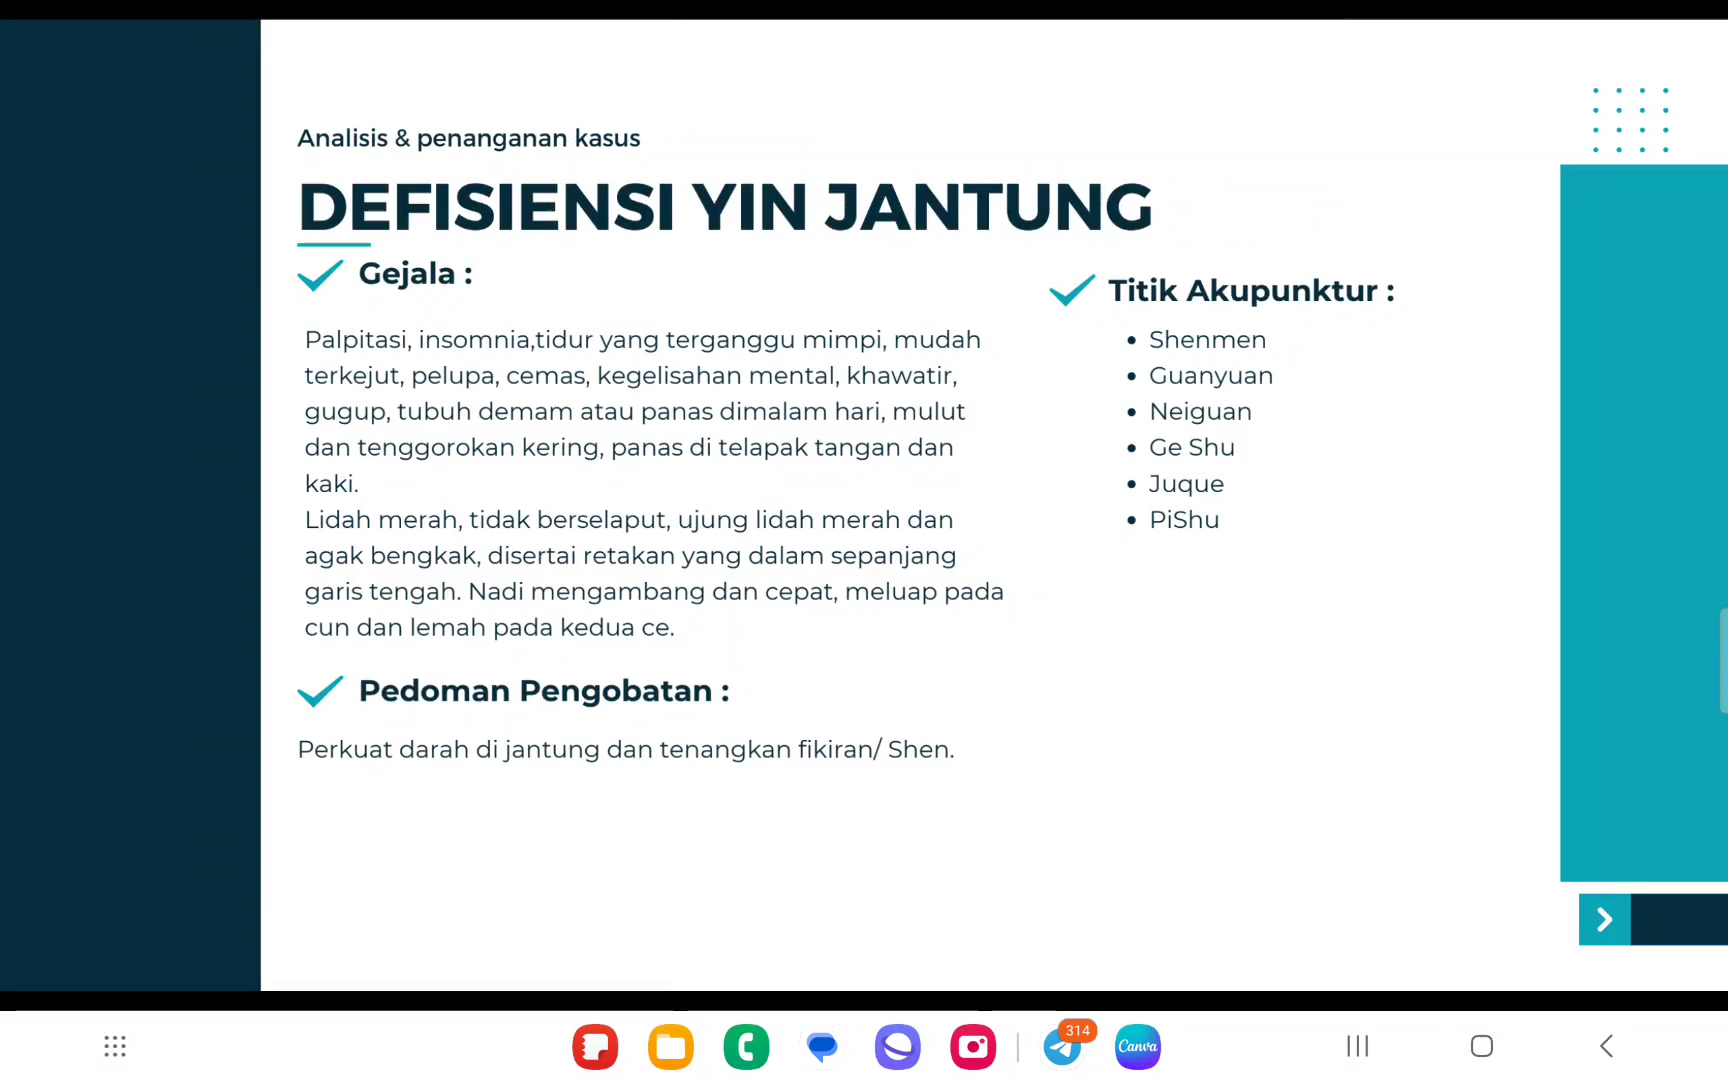 Analisis & penanganan kasus
DEFISIENSI YIN JANTUNG
Gejala :
Palpitasi, insomnia,tidur yang terganggu mimpi, mudah
terkejut, pelupa, cemas, kegelisahan mental, khawatir,
gugup, tubuh demam atau panas dimalam hari, mulut
dan tenggorokan kering, panas di telapak tangan dan
kaki.
Lidah merah, tidak berselaput, ujung lidah merah dan
agak bengkak, disertai retakan yang dalam sepanjang
garis tengah. Nadi mengambang dan cepat, meluap pada
cun dan lemah pada kedua ce.
Pedoman Pengobatan :
Perkuat darah di jantung dan tenangkan fikiran/ Shen.
Titik Akupunktur :
• Shenmen
• Guanyuan
• Neiguan
• Ge Shu
• Juque
• PiShu
314
Canva